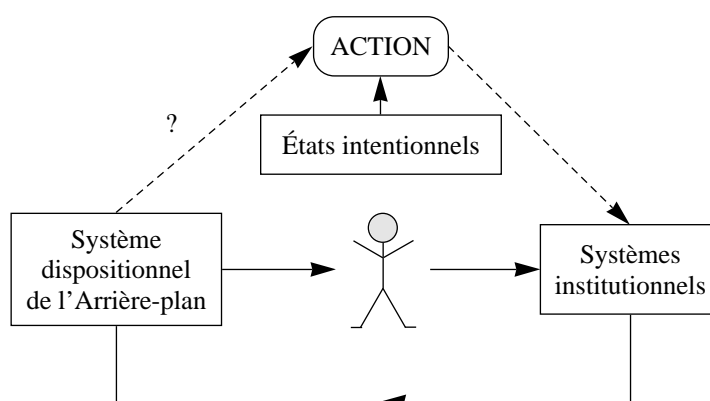 ACTION
?
États intentionnels
Système
dispositionnel
de l’Arrière-plan
Systèmes
institutionnels